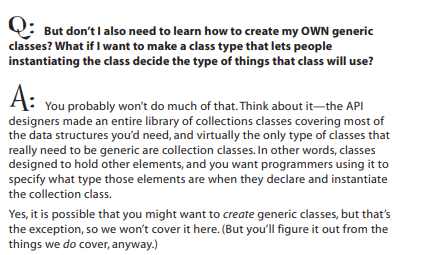 Q: But don't I also need to learn how to create my OWN generic
classes? What if I want to make a class type that lets people
instantiating the class decide the type of things that class will use?
A: You probably won't do much of that. Think about it—the API
designers made an entire library of collections classes covering most of
the data structures you'd need, and virtually the only type of classes that
really need to be generic are collection classes. In other words, classes
designed to hold other elements, and you want programmers using it to
specify what type those elements are when they declare and instantiate
the collection class.
Yes, it is possible that you might want to create generic classes, but that's
the exception, so we won't cover it here. (But you'll figure it out from the
things we do cover, anyway.)